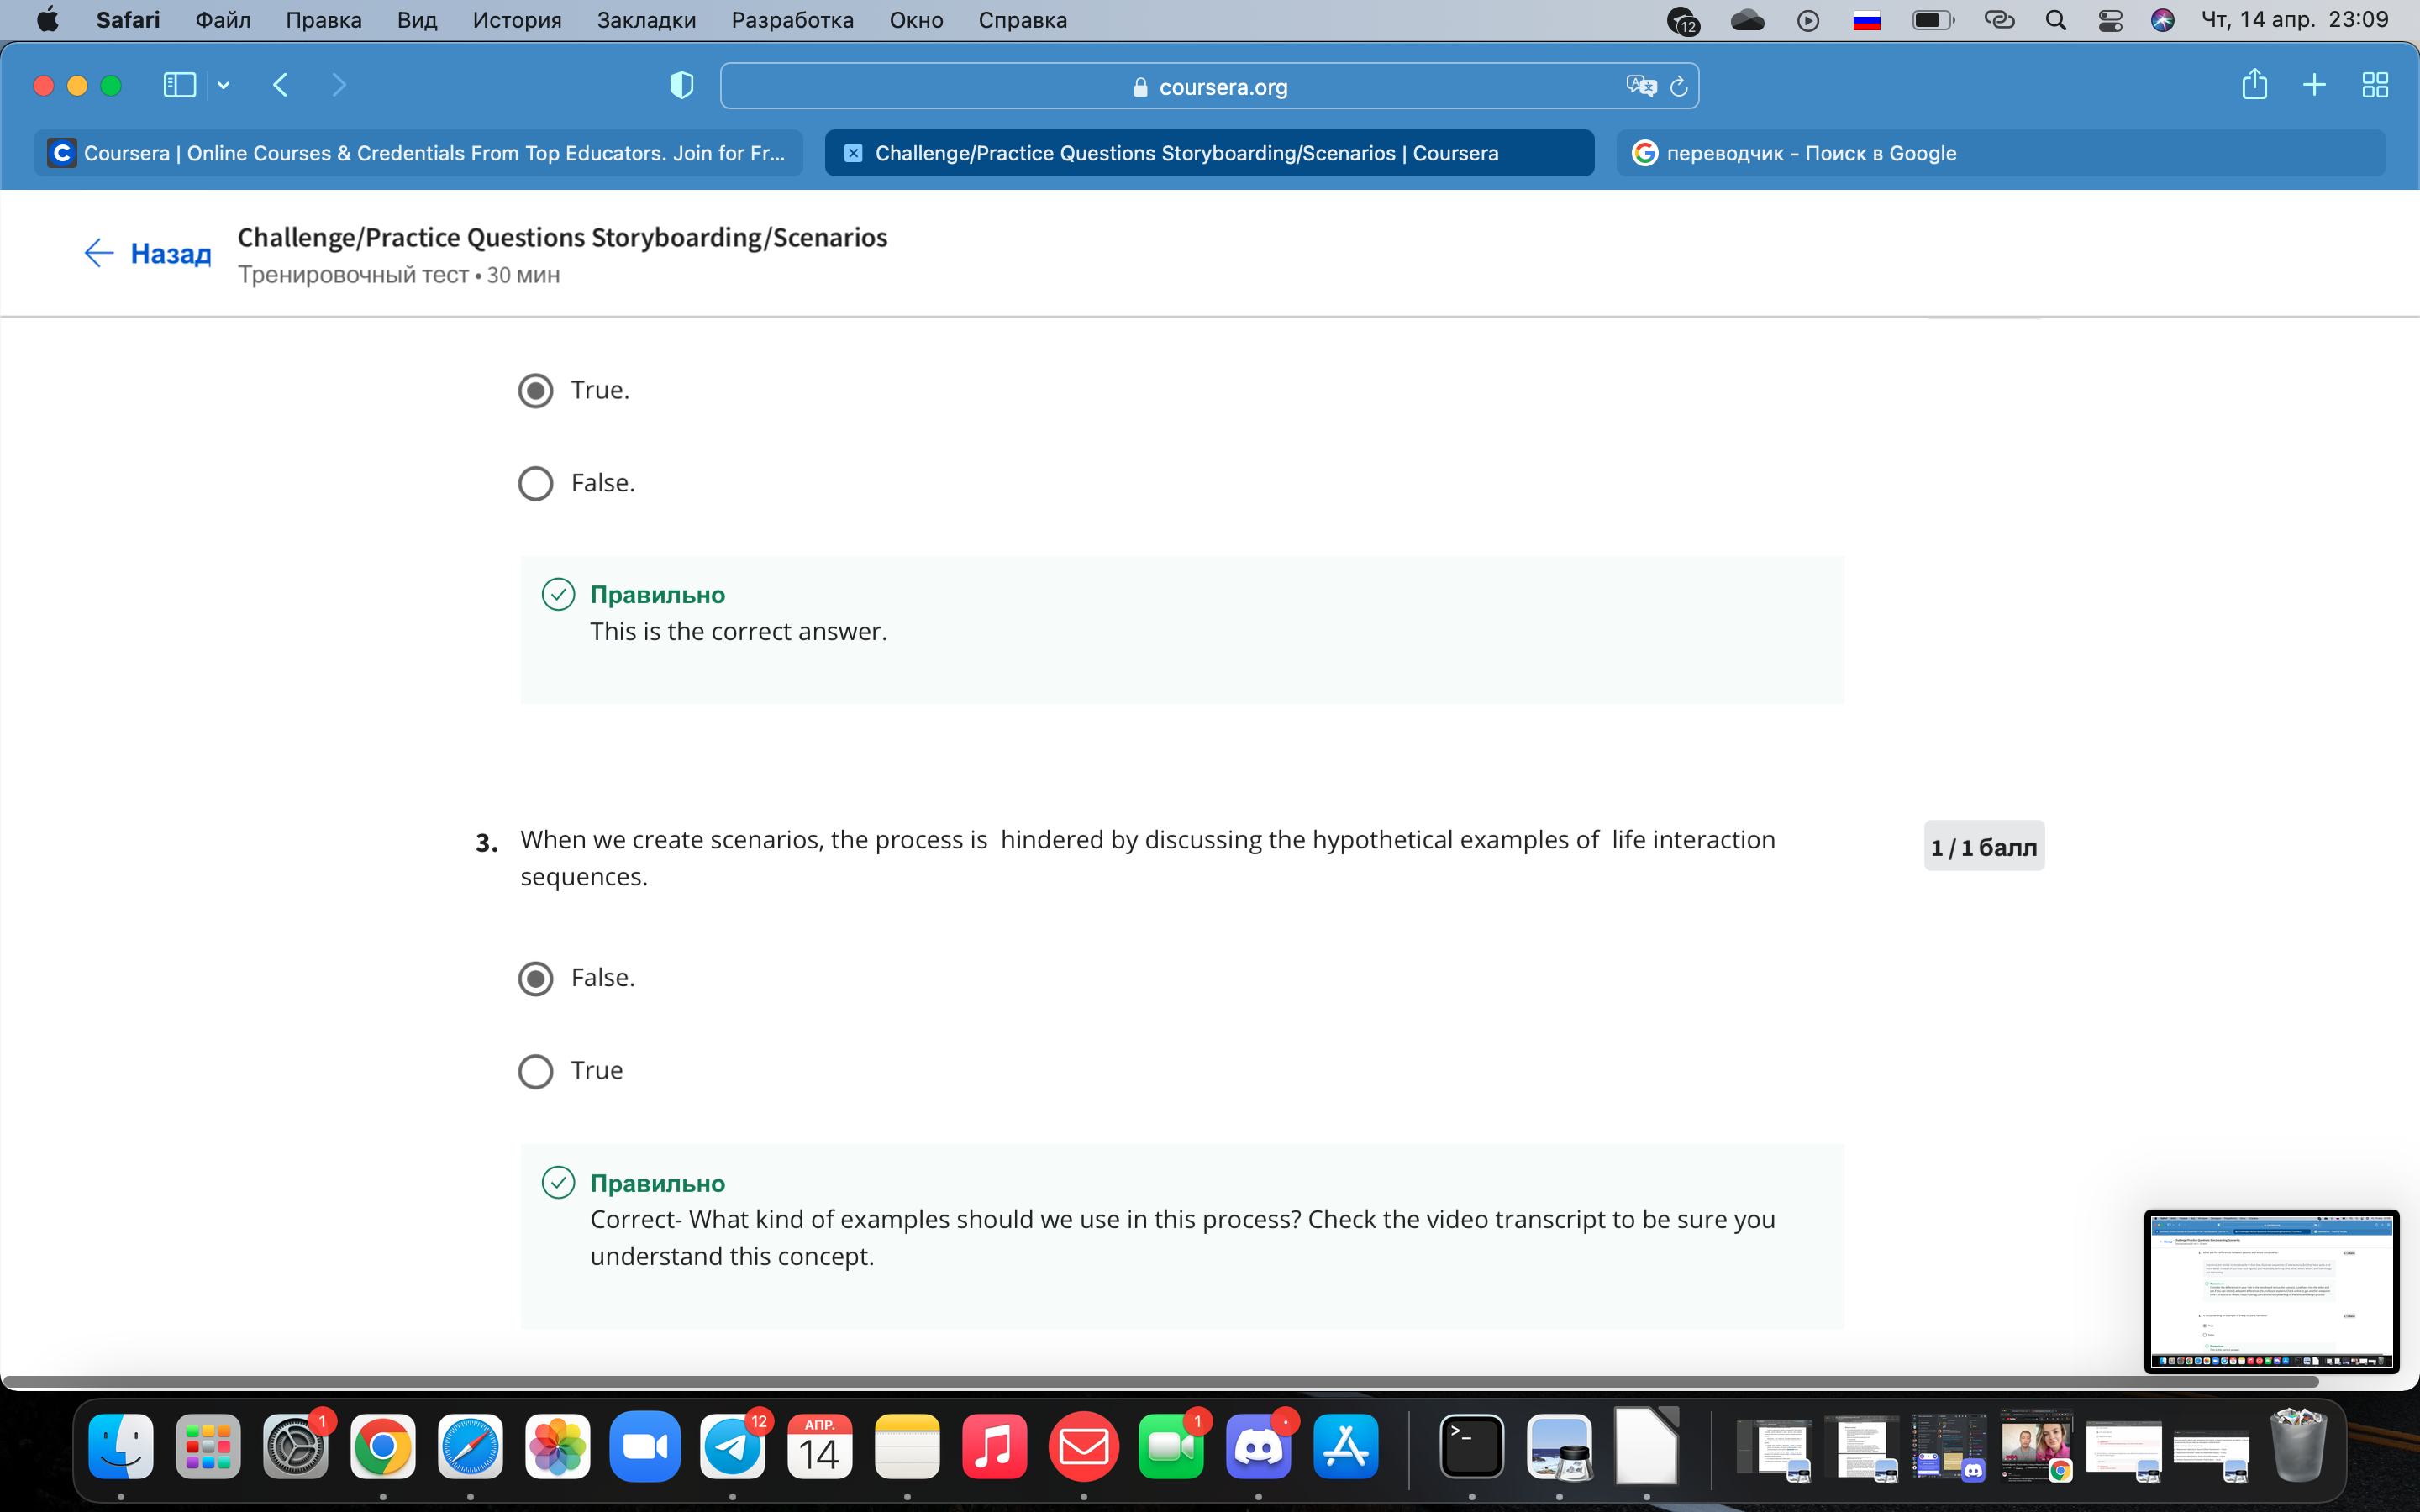 Safari Файл Правка Вид История Закладки Разработка Окно Справка 12 Чт, 14 апр. 23:09
coursera.org
Coursera | Online Courses & Credentials From Top Educators. Join for Fr...
Challenge/Practice Questions Storyboarding/Scenarios | Coursera
переводчик - Поиск в Google
Назад
Challenge/Practice Questions Storyboarding/Scenarios
Тренировочный тест • 30 мин
True.
False.
Правильно
This is the correct answer.
3. When we create scenarios, the process is hindered by discussing the hypothetical examples of life interaction
sequences.
1 / 1 балл
False.
True
Правильно
Correct- What kind of examples should we use in this process? Check the video transcript to be sure you
understand this concept.
1
12
АПР.
14
1